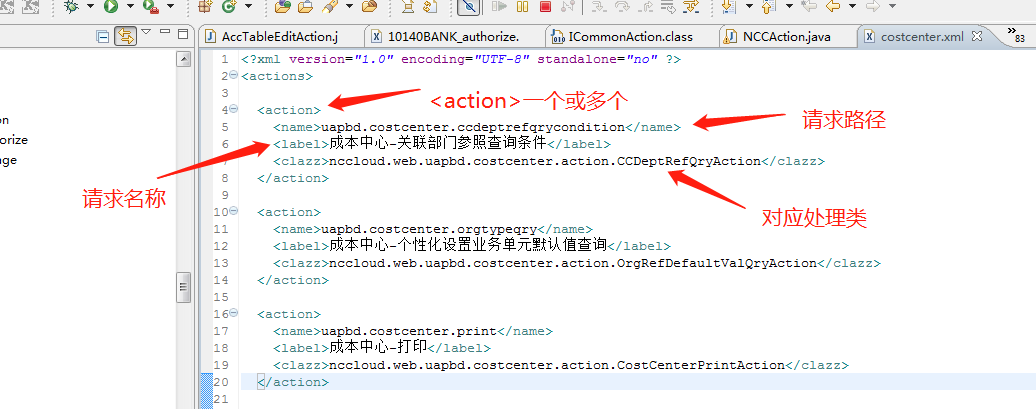 AccTableEditAction.j
10140BANK_authorize.
ICommonAction.class
NCCAction.java
costcenter.xml
»83
on
horize
nge
1 <?xml version="1.0" encoding="UTF-8" standalone="no" ?>
2 <actions>
3
4 <action>
<action>一个或多个
5 <name>uapbd.costcenter.ccdeptrefqrycondition</name>
请求路径
6 <label>成本中心-关联部门参照查询条件</label>
7 <clazz>nccloud.web.uapbd.costcenter.action.CCDeptRefQryAction</clazz>
8 </action>
请求名称
9
对应处理类
10 <action>
11 <name>uapbd.costcenter.orgtypeqry</name>
12 <label>成本中心-个性化设置业务单元默认值查询</label>
13 <clazz>nccloud.web.uapbd.costcenter.action.OrgRefDefaultValQryAction</clazz>
14 </action>
15
16 <action>
17 <name>uapbd.costcenter.print</name>
18 <label>成本中心-打印</label>
19 <clazz>nccloud.web.uapbd.costcenter.action.CostCenterPrintAction</clazz>
20 </action>
21